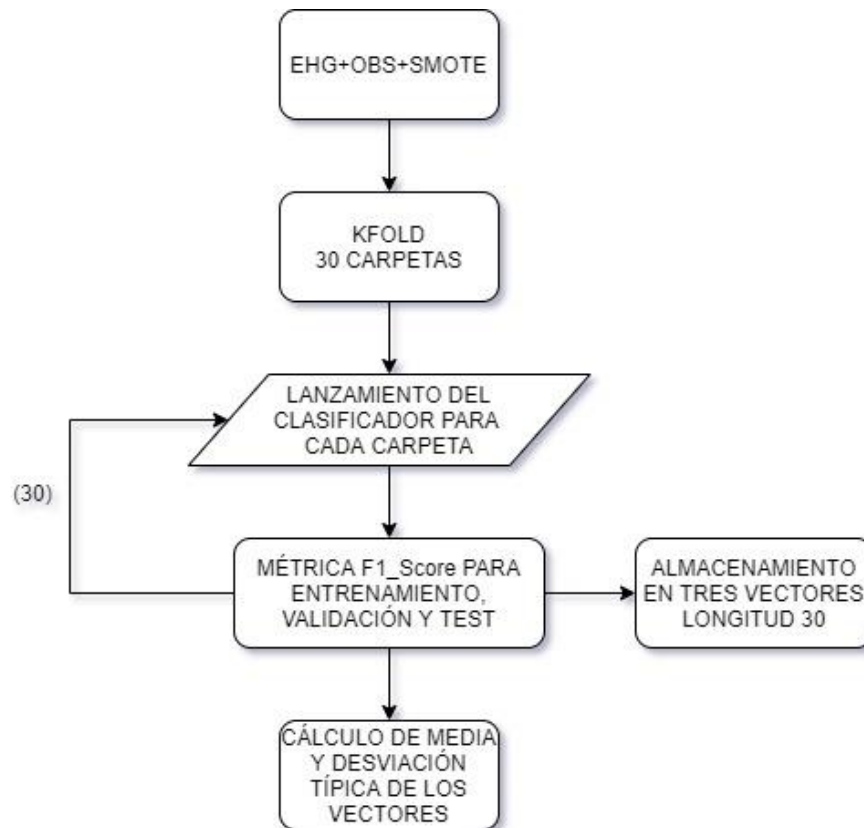 EHG+OBS+SMOTE
KFOLD
30 CARPETAS
LANZAMIENTO DEL
CLASIFICADOR PARA
CADA CARPETA
(30)
MÉTRICA F1_Score PARA
ENTRENAMIENTO,
VALIDACIÓN Y TEST
ALMACENAMIENTO
EN TRES VECTORES
LONGITUD 30
CÁLCULO DE MEDIA
Y DESVIACIÓN
TÍPICA DE LOS
VECTORES